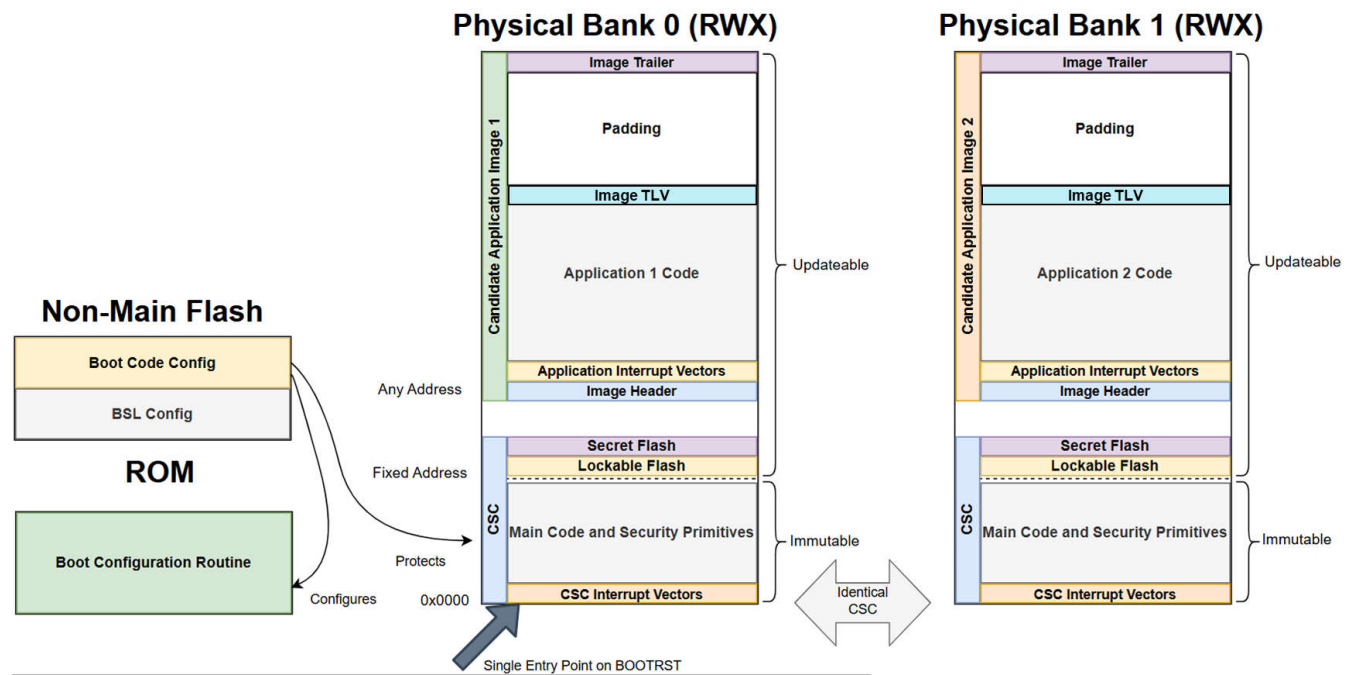 Physical Bank 0 (RWX)
Physical Bank 1 (RWX)
Candidate Application Image 1
Image Trailer
Padding
Image TLV
Application 1 Code
Application Interrupt Vectors
Image Header
Updateable
Candidate Application Image 2
Image Trailer
Padding
Image TLV
Application 2 Code
Application Interrupt Vectors
Image Header
Updateable
Non-Main Flash
Boot Code Config
BSL Config
ROM
Boot Configuration Routine
Configures
Protects
Any Address
Fixed Address
0x0000
CSC
Secret Flash
Lockable Flash
Main Code and Security Primitives
CSC Interrupt Vectors
Immutable
Identical
CSC
CSC
Secret Flash
Lockable Flash
Main Code and Security Primitives
CSC Interrupt Vectors
Immutable
Single Entry Point on BOOTRST